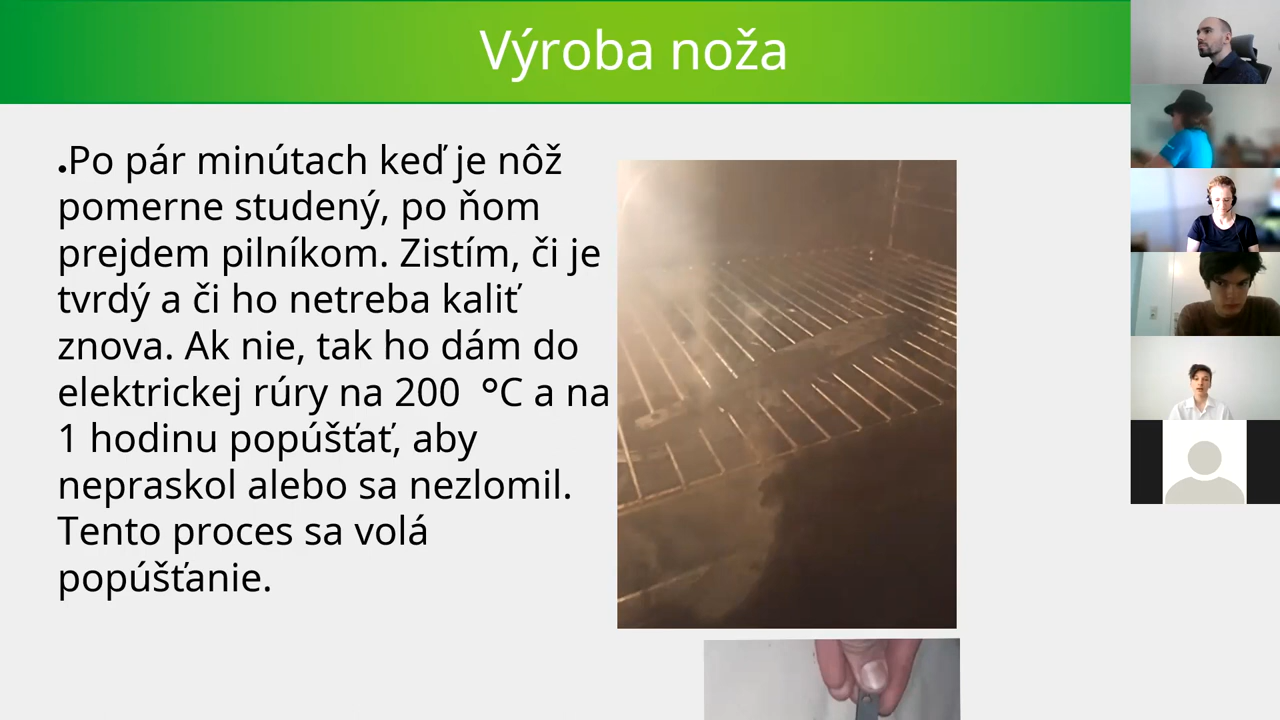 Výroba noža
.Po pár minútach keď je nôž
pomerne studený, po ňom
prejdem pilníkom. Zistím, či je
tvrdý a či ho netreba kaliť
znova. Ak nie, tak ho dám do
elektrickej rúry na 200  °C a na
1 hodinu popúšťať, aby
nepraskol alebo sa nezlomil.
Tento proces sa volá
popúšťanie.